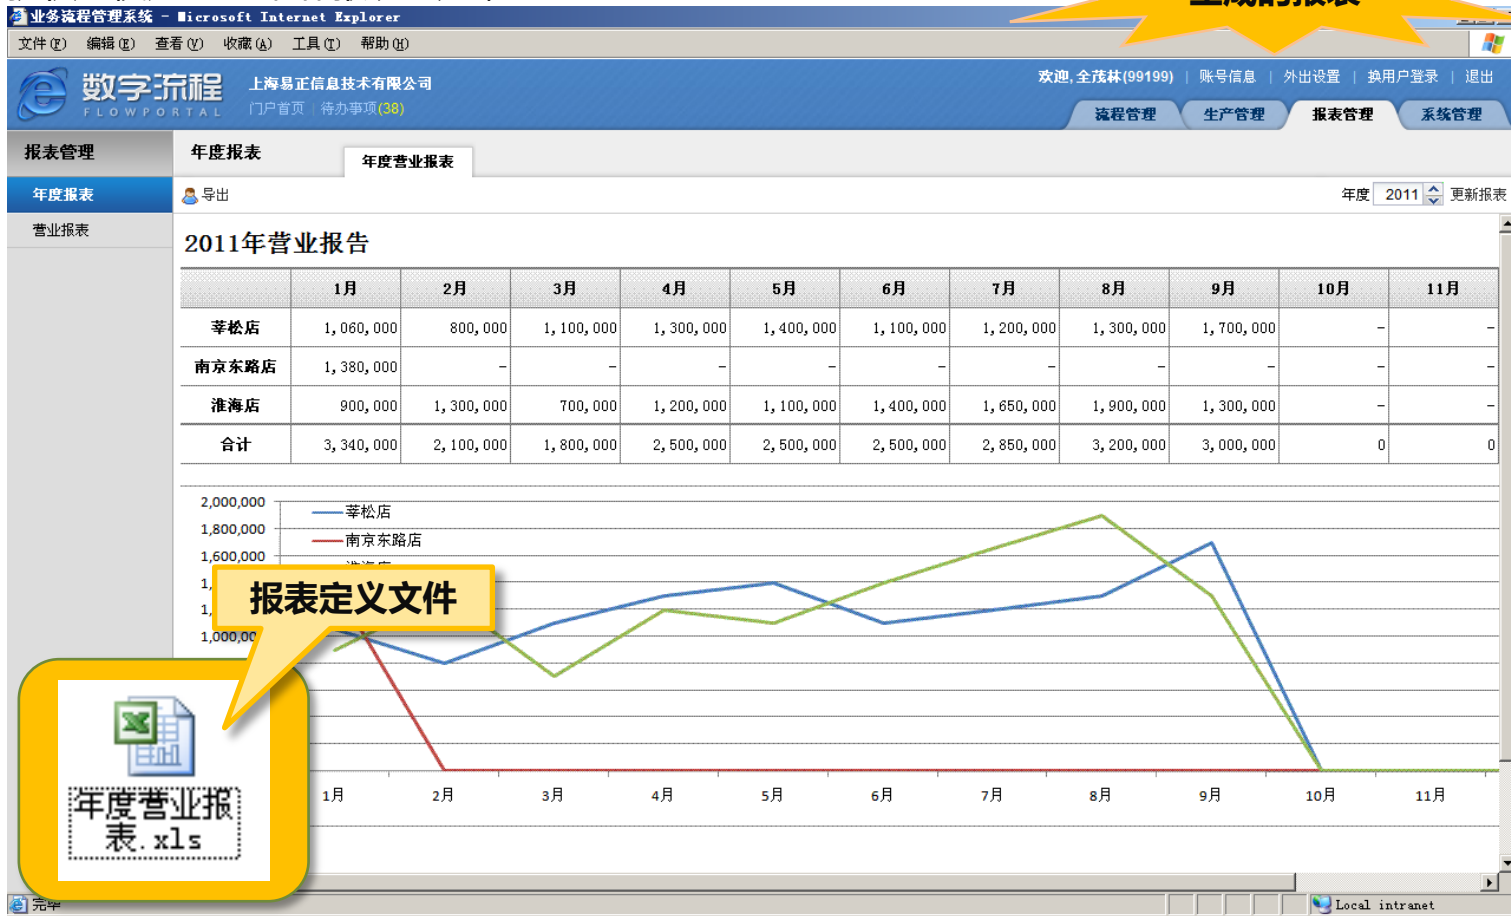 业务流程管理系统 - Microsoft Internet Explorer
文件(F) 编辑(E) 查看(V) 收藏(A) 工具(T) 帮助(H)
数字流程
FLOWPORTAL
上海易正信息技术有限公司
门户首页 | 待办事项(38)
欢迎,全茂林(99199) | 账号信息 | 外出设置 | 换用户登录 | 退出
流程管理 生产管理 报表管理 系统管理
报表管理
年度报表
营业报表
年度报表 年度营业报表
导出
年度 2011 更新报表
2011年营业报告
1月 2月 3月 4月 5月 6月 7月 8月 9月 10月 11月
莘松店 1,060,000 800,000 1,100,000 1,300,000 1,400,000 1,100,000 1,200,000 1,300,000 1,700,000 - -
南京东路店 1,380,000 - - - - - - - - - -
淮海店 900,000 1,300,000 700,000 1,200,000 1,100,000 1,400,000 1,650,000 1,900,000 1,300,000 - -
合计 3,340,000 2,100,000 1,800,000 2,500,000 2,500,000 2,500,000 2,850,000 3,200,000 3,000,000 0 0
2,000,000
1,800,000
1,600,000
莘松店
南京东路店
报表定义文件
1月 2月 3月 4月 5月 6月 7月 8月 9月 10月 11月
年度营业报
表.xls
Local intranet